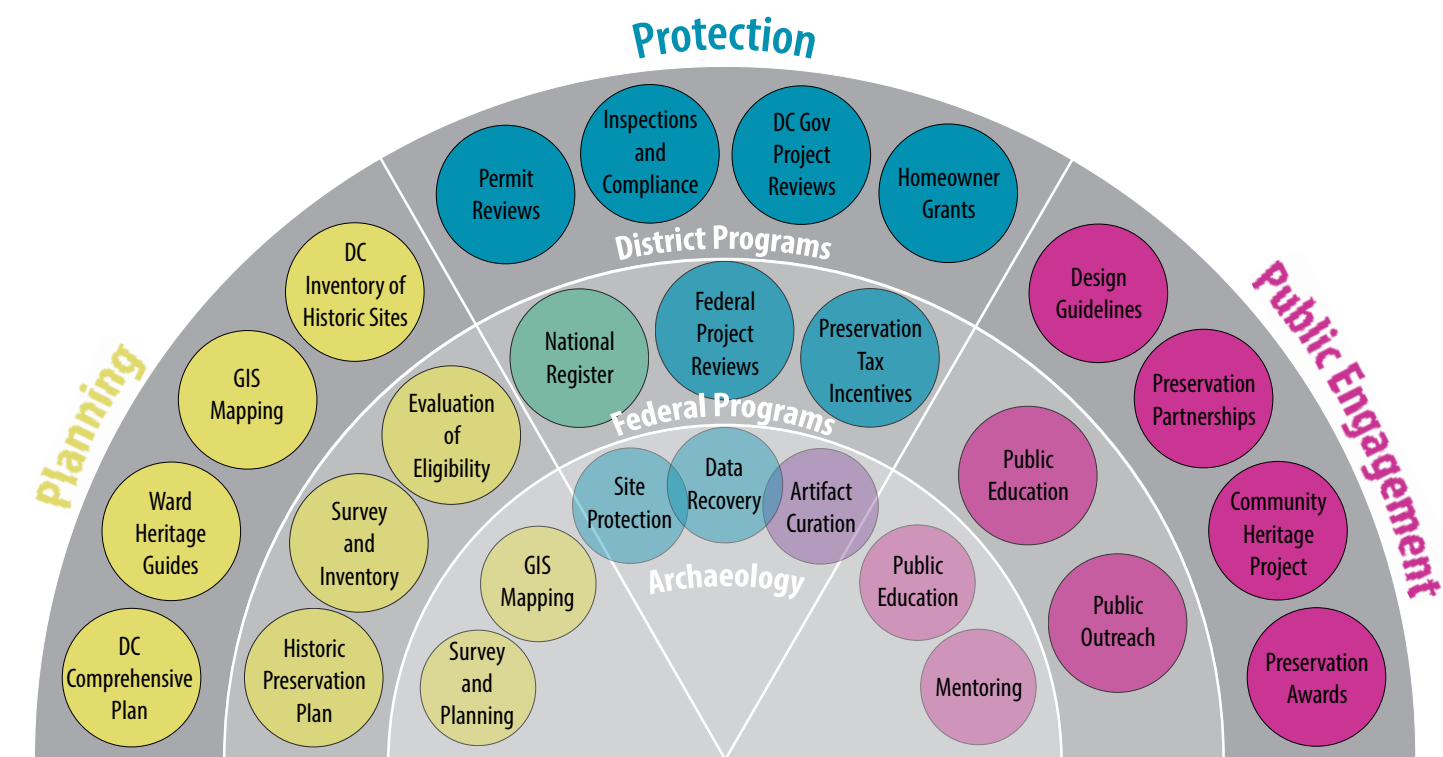 Protection
Planning
Public Engagement
District Programs
Federal Programs
Archaeology
DC
Comprehensive
Plan
Ward
Heritage
Guides
GIS
Mapping
DC
Inventory of
Historic Sites
Permit
Reviews
Inspections
and
Compliance
DC Gov
Project
Reviews
Homeowner
Grants
Design
Guidelines
Preservation
Partnerships
Community
Heritage
Project
Preservation
Awards
Historic
Preservation
Plan
Survey
and
Inventory
Evaluation
of
Eligibility
National
Register
Federal
Project
Reviews
Preservation
Tax
Incentives
Public
Education
Public
Outreach
Survey
and
Planning
GIS
Mapping
Site
Protection
Data
Recovery
Artifact
Curation
Public
Education
Mentoring